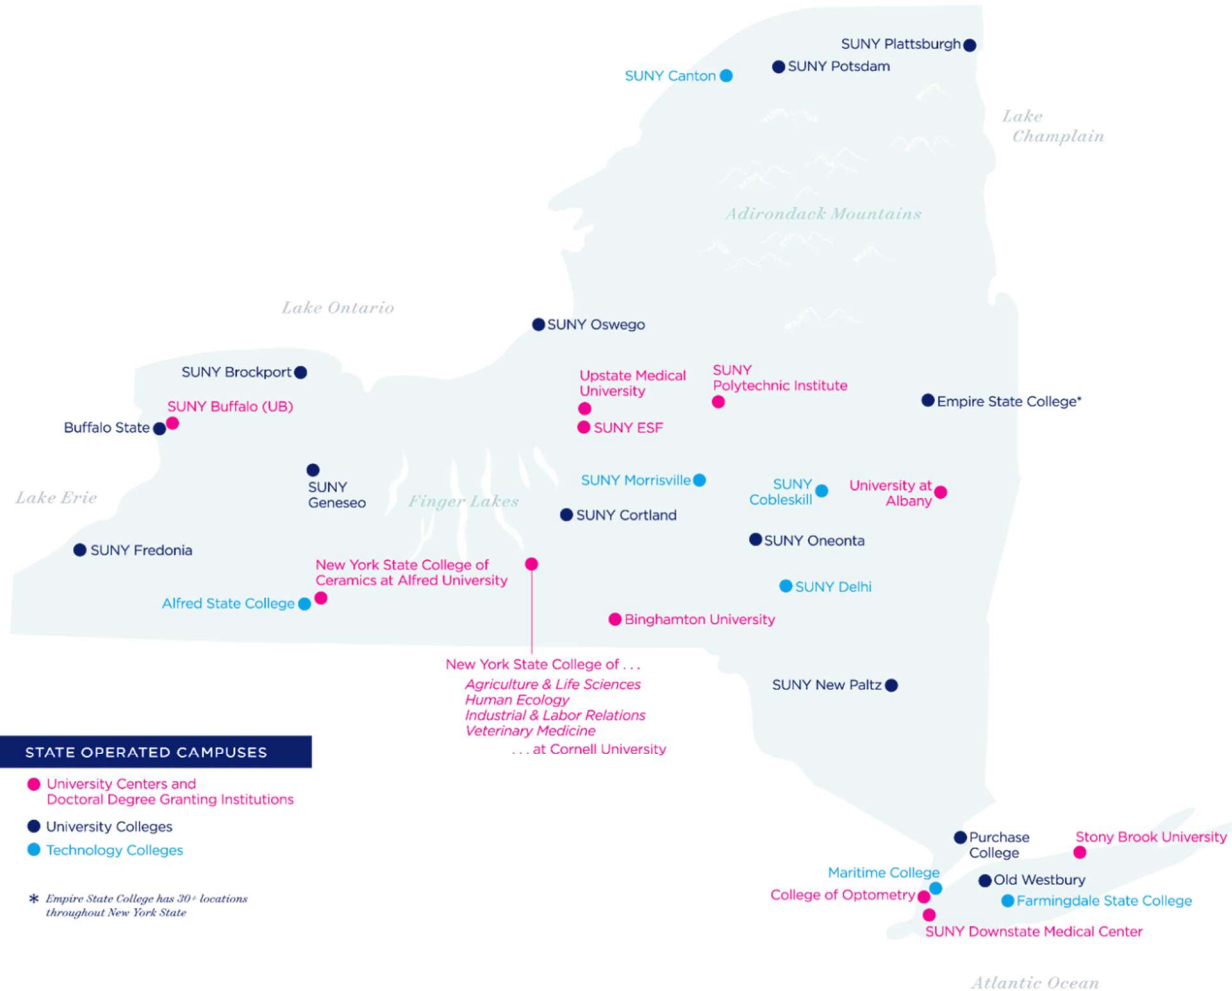 SUNY Plattsburgh
SUNY Potsdam
SUNY Canton
Lake
Champlain
Adirondack Mountains
Lake Ontario
SUNY Oswego
SUNY Brockport
Upstate Medical
University
SUNY
Polytechnic Institute
SUNY Buffalo (UB)
Empire State College*
Buffalo State
SUNY ESF
SUNY
Geneseo
SUNY Morrisville
SUNY
Cobleskill
University at
Albany
Lake Erie
Finger Lakes
SUNY Cortland
SUNY Oneonta
SUNY Fredonia
New York State College of
Ceramics at Alfred University
SUNY Delhi
Alfred State College
Binghamton University
New York State College of . . .
Agriculture & Life Sciences
Human Ecology
Industrial & Labor Relations
Veterinary Medicine
. . . at Cornell University
SUNY New Paltz
STATE OPERATED CAMPUSES
University Centers and
Doctoral Degree Granting Institutions
University Colleges
Technology Colleges
* Empire State College has 30+ locations
throughout New York State
Purchase
College
Stony Brook University
Maritime College
Old Westbury
College of Optometry
Farmingdale State College
SUNY Downstate Medical Center
Atlantic Ocean